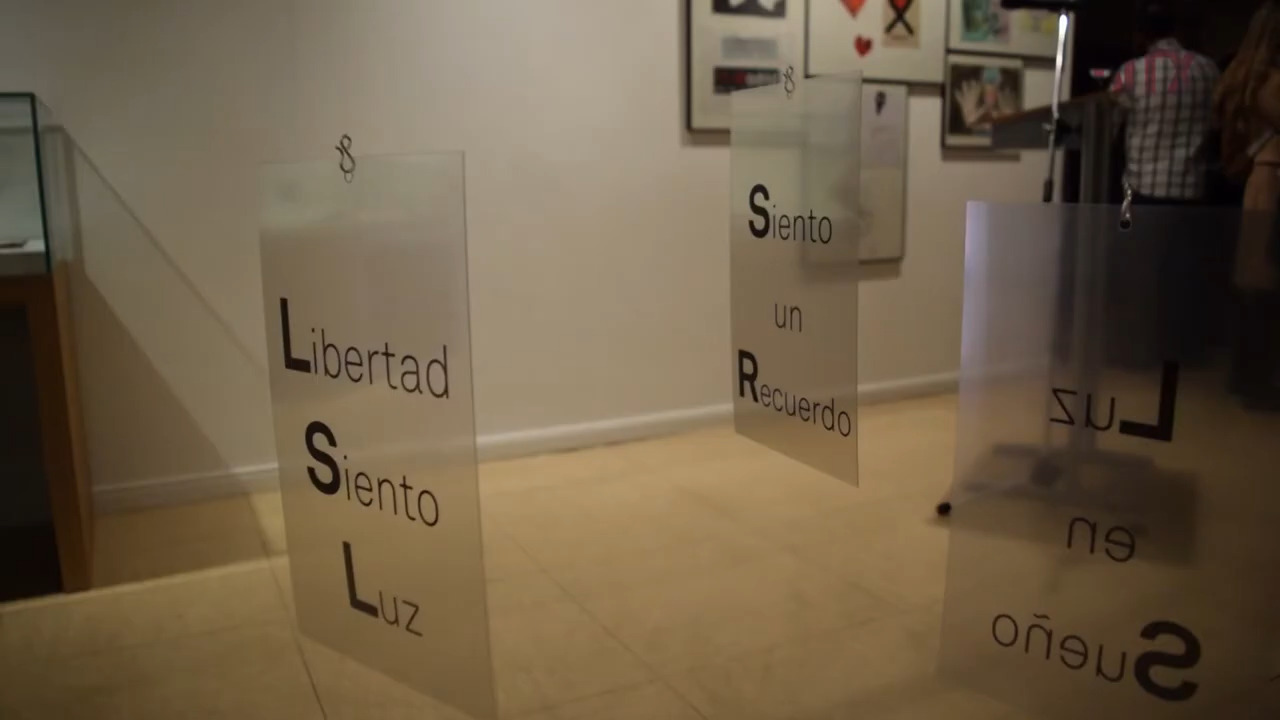 Libertad
Siento
Luz
Siento
un
Recuerdo
Luz
en
Sueño